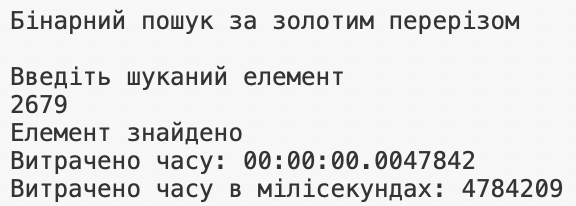 Бінарний пошук за золотим перерізом
Введіть шуканий елемент
2679
Елемент знайдено
Витрачено часу: 00:00:00.0047842
Витрачено часу в мілісекундах: 4784209